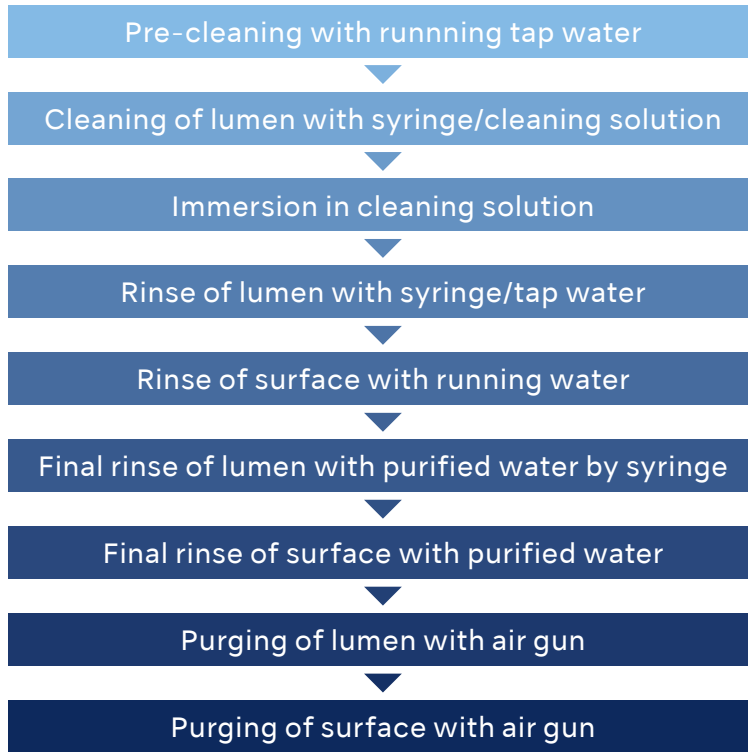 Pre-cleaning with runnning tap water
Cleaning of lumen with syringe/cleaning solution
Immersion in cleaning solution
Rinse of lumen with syringe/tap water
Rinse of surface with running water
Final rinse of lumen with purified water by syringe
Final rinse of surface with purified water
Purging of lumen with air gun
Purging of surface with air gun